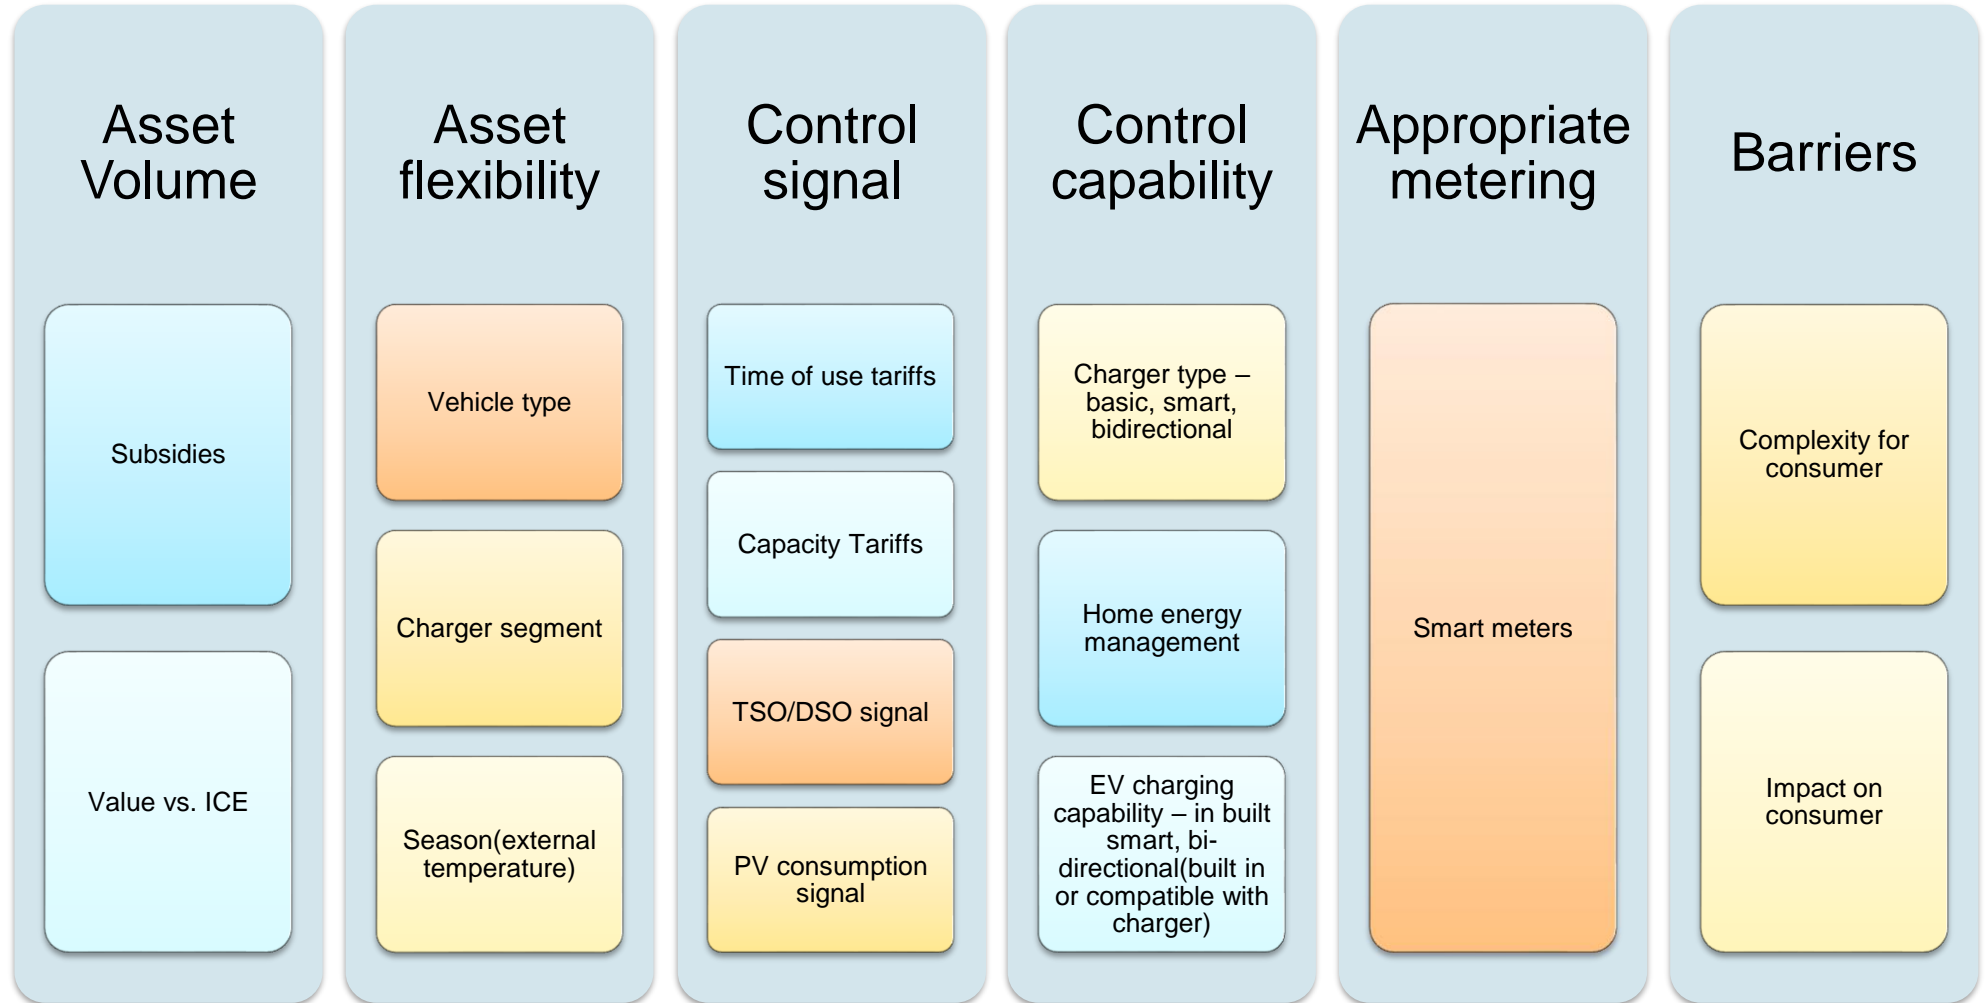 Asset
Volume
Subsidies
Value vs. ICE
Asset
flexibility
Vehicle type
Charger segment
Season(external
temperature)
Control
signal
Time of use tariffs
Capacity Tariffs
TSO/DSO signal
PV consumption
signal
Control
capability
Charger type –
basic, smart,
bidirectional
Home energy
management
EV charging
capability – in built
smart, bi-
directional(built in
or compatible with
charger)
Appropriate
metering
Smart meters
Barriers
Complexity for
consumer
Impact on
consumer